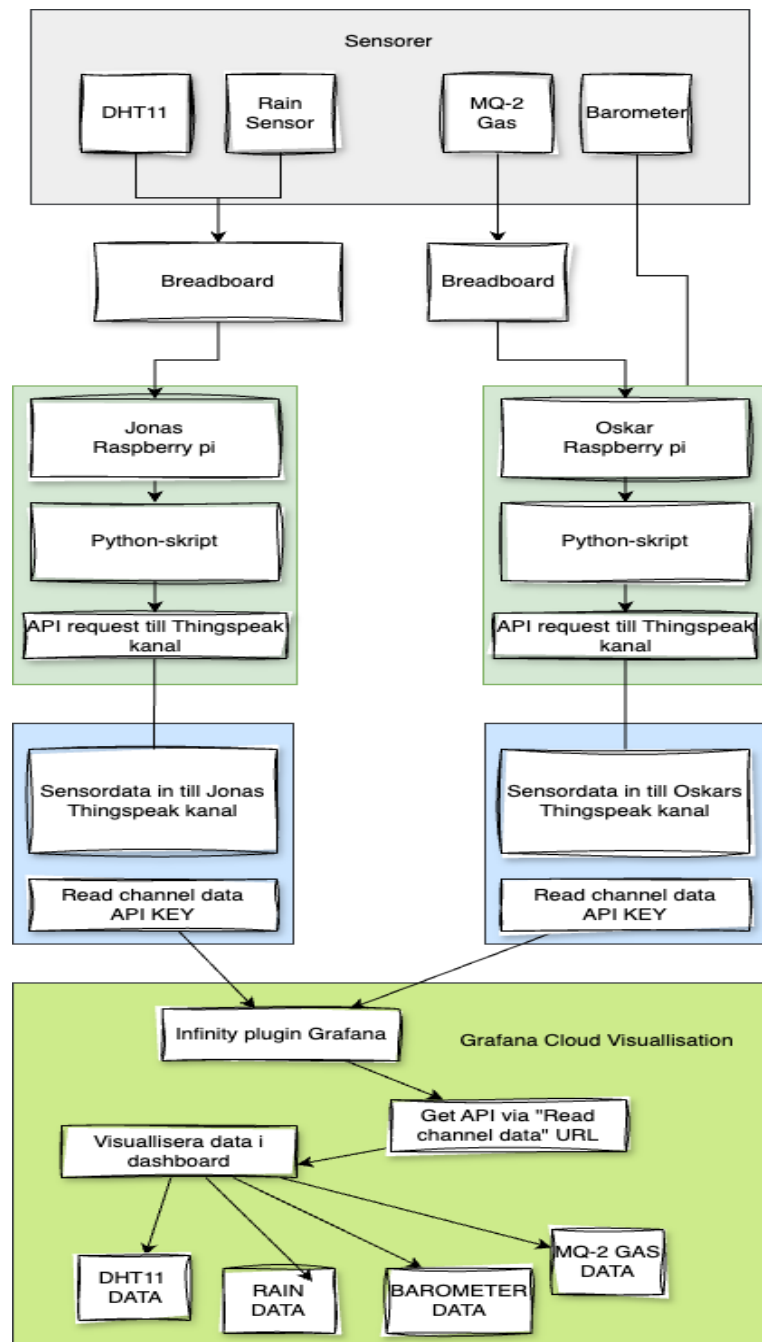 Sensorer
DHT11
Rain
Sensor
MQ-2
Gas
Barometer
Breadboard
Breadboard
Jonas
Raspberry pi
Oskar
Raspberry pi
Python-skript
Python-skript
API request till Thingspeak
kanal
API request till Thingspeak
kanal
Sensordata in till Jonas
Thingspeak kanal
Sensordata in till Oskars
Thingspeak kanal
Read channel data
API KEY
Read channel data
API KEY
Infinity plugin Grafana
Grafana Cloud Visuallisation
Get API via "Read
channel data" URL
Visuallisera data i
dashboard
DHT11
DATA
RAIN
DATA
BAROMETER
DATA
MQ-2 GAS
DATA